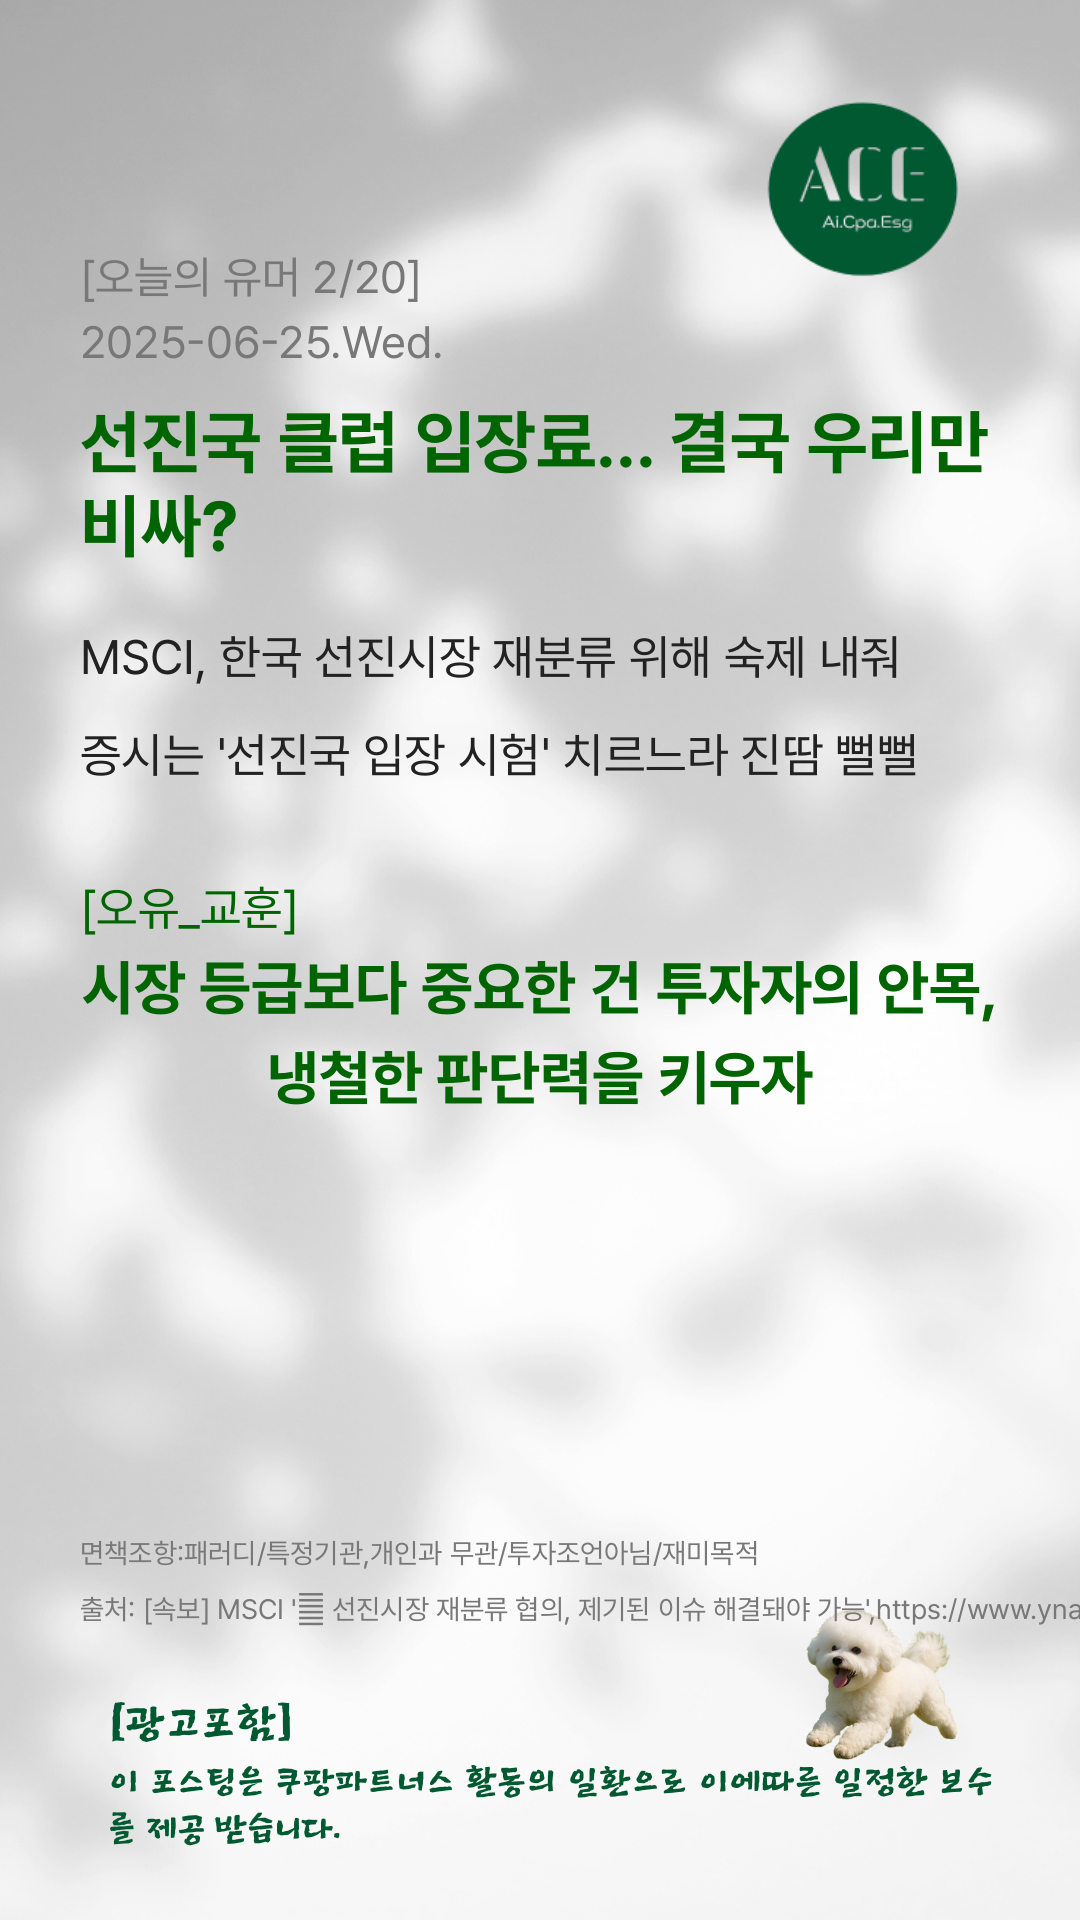 ACE
Ai.Cpa.Esg
[오늘의 유머 2/20]
2025-06-25.Wed.
선진국 클럽 입장료... 결국 우리만
비싸?
MSCI, 한국 선진시장 재분류 위해 숙제 내줘
증시는 '선진국 입장 시험' 치르느라 진땀 뻘뻘
[오유_교훈]
시장 등급보다 중요한 건 투자자의 안목,
냉철한 판단력을 키우자
면책조항:패러디/특정기관,개인과 무관/투자조언아님/재미목적
출처: [속보] MSCI ' 선진시장 재분류 협의, 제기된 이슈 해결돼야 가능',https://www.yna
[광고포함]
이 포스팅은 쿠팡파트너스 활동의 일환으로 이에따른 일정한 보수
를 제공 받습니다.